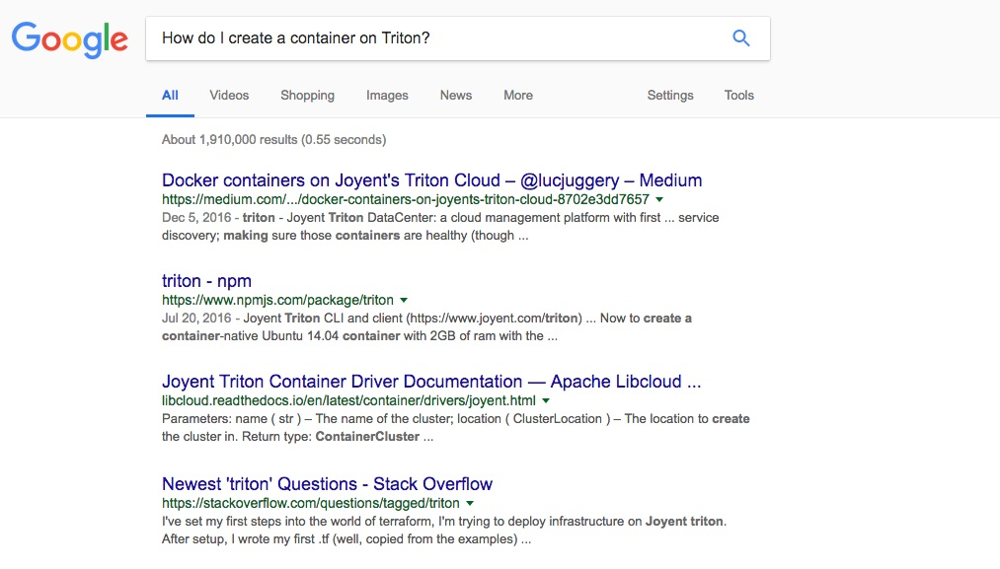 Google
How do I create a container on Triton?
All Videos Shopping Images News More Settings Tools
About 1,910,000 results (0.55 seconds)
Docker containers on Joyent's Triton Cloud – @lucjuggery – Medium
https://medium.com/.../docker-containers-on-joyents-triton-cloud-8702e3dd7657
Dec 5, 2016 - triton - Joyent Triton DataCenter: a cloud management platform with first ... service
discovery; making sure those containers are healthy (though ...
triton - npm
https://www.npmjs.com/package/triton
Jul 20, 2016 - Joyent Triton CLI and client (https://www.joyent.com/triton) ... Now to create a
container-native Ubuntu 14.04 container with 2GB of ram with the ...
Joyent Triton Container Driver Documentation — Apache Libcloud ...
libcloud.readthedocs.io/en/latest/container/drivers/joyent.html
Parameters: name ( str ) – The name of the cluster; location ( ClusterLocation ) – The location to create
the cluster in. Return type: ContainerCluster ...
Newest 'triton' Questions - Stack Overflow
https://stackoverflow.com/questions/tagged/triton
I've set my first steps into the world of terraform, I'm trying to deploy infrastructure on Joyent triton.
After setup, I wrote my first .tf (well, copied from the examples) ...